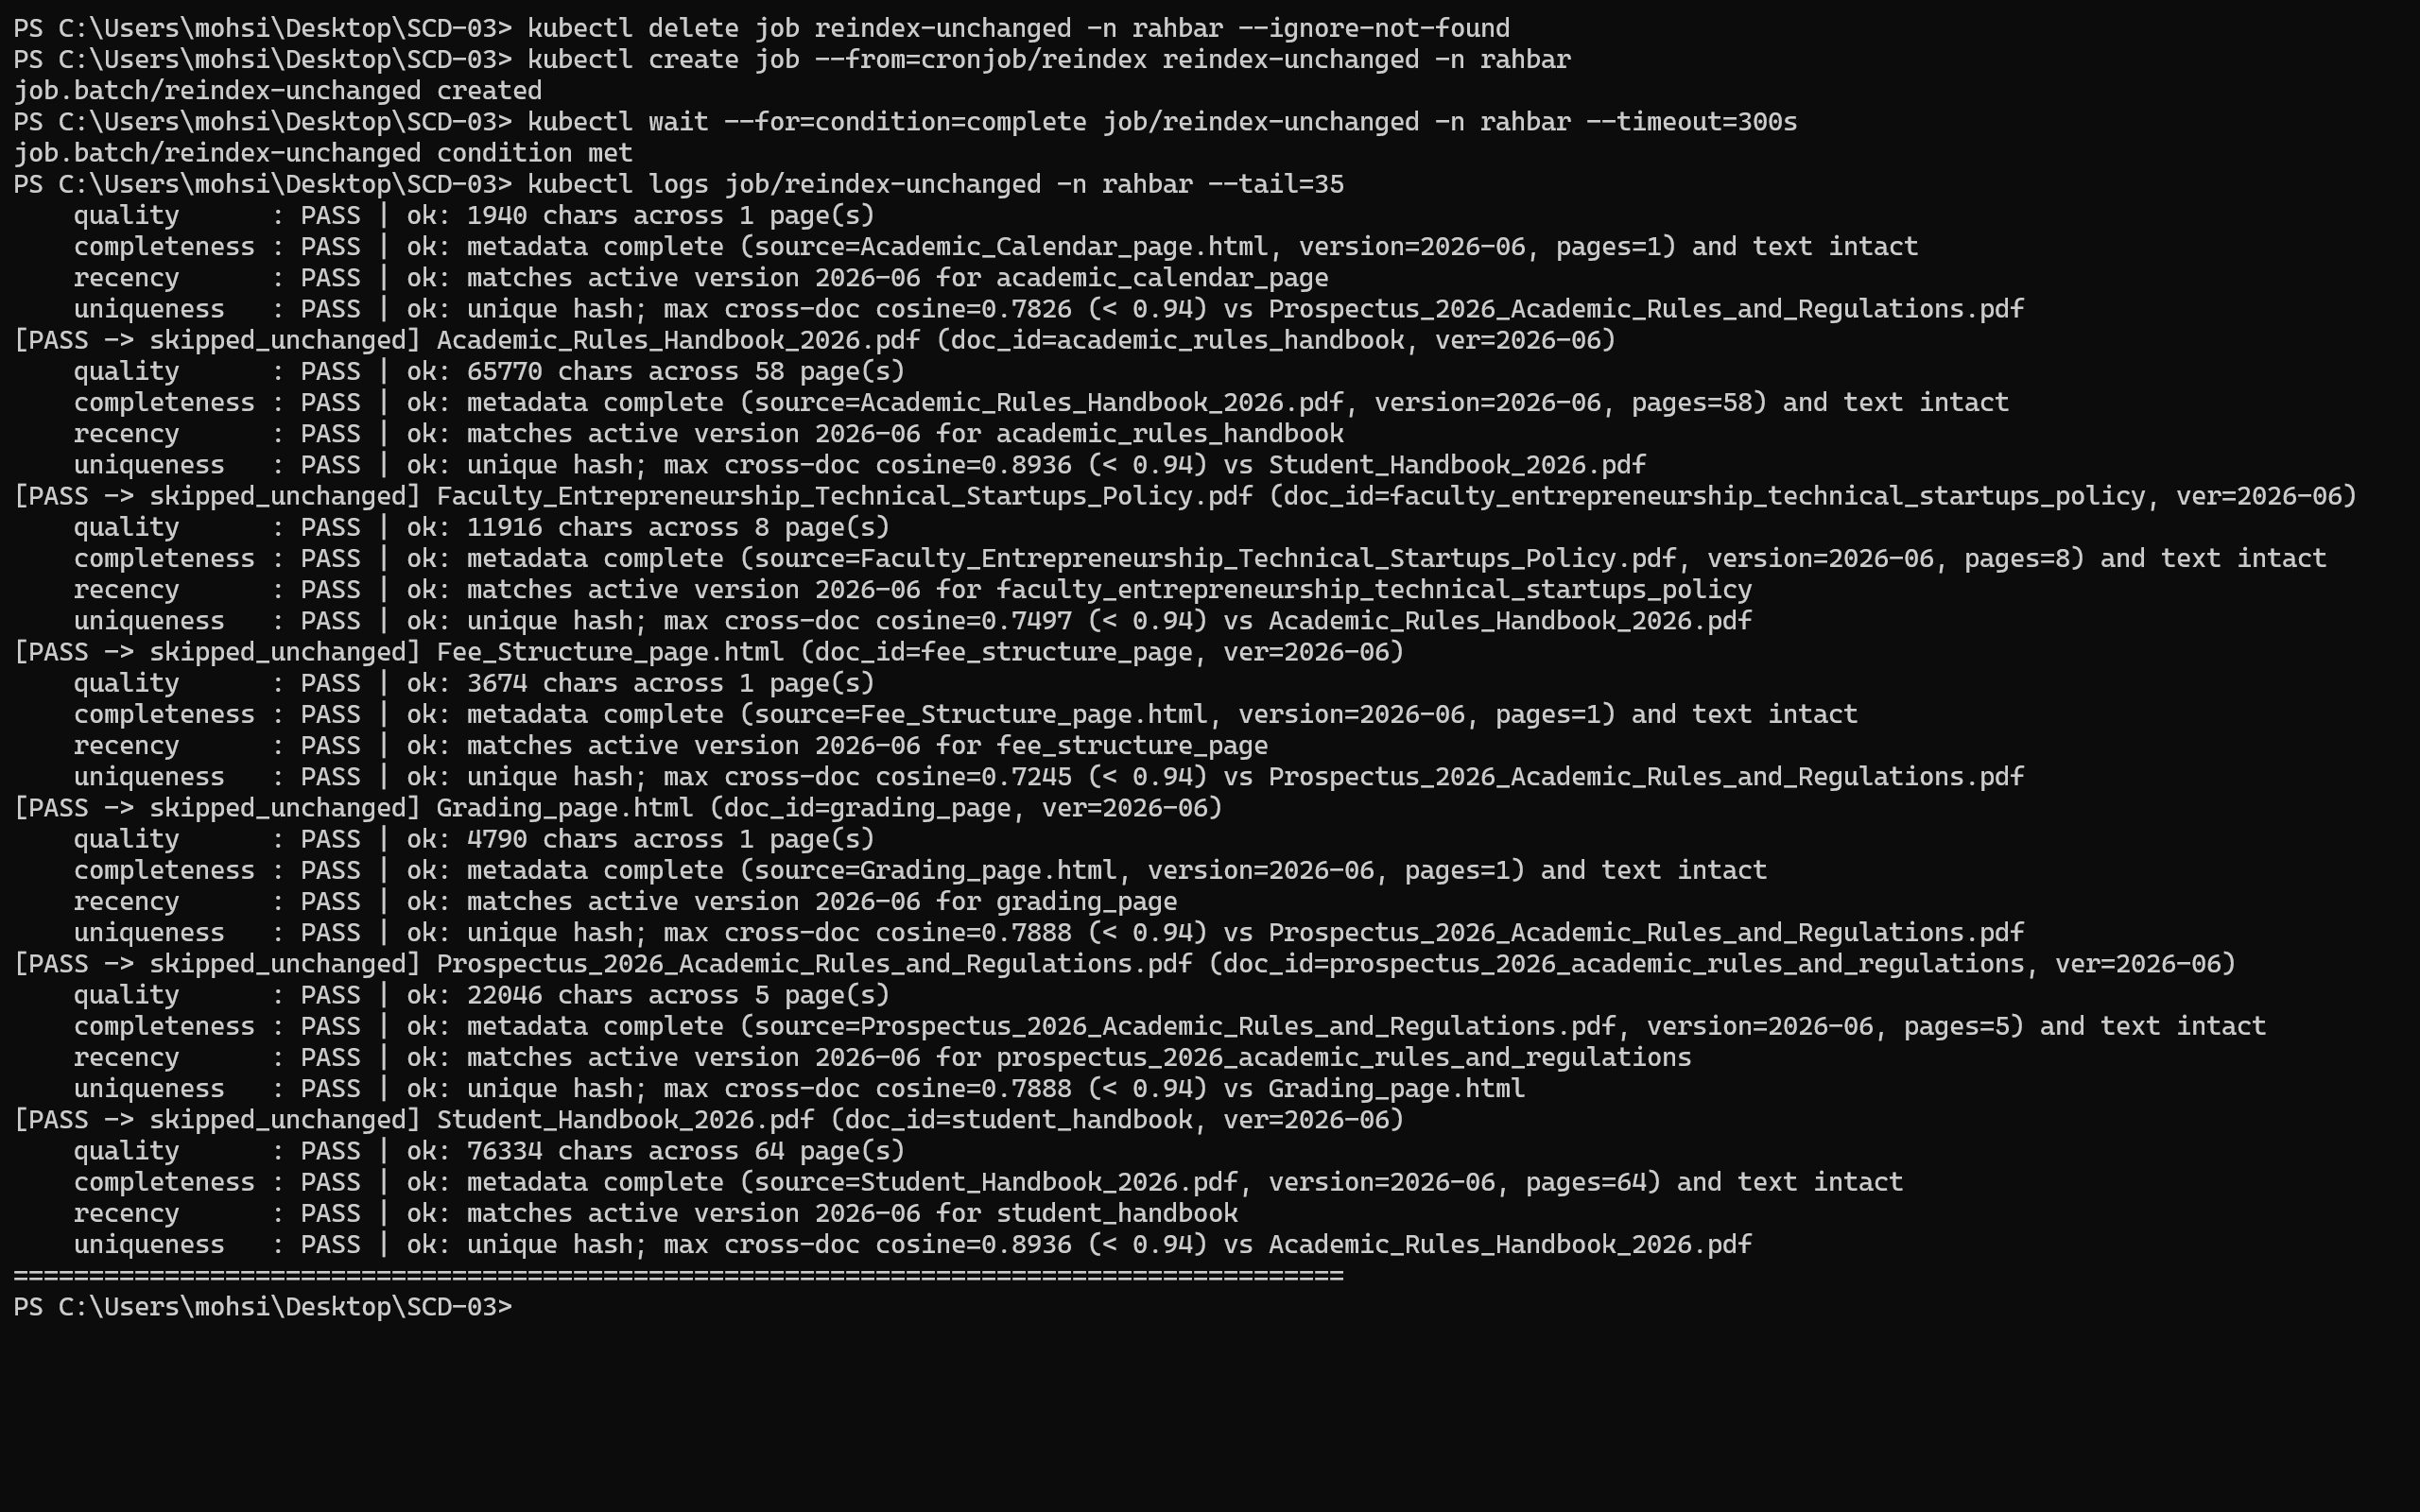 PS C:\Users\mohsi\Desktop\SCD-03> kubectl delete job reindex-unchanged -n rahbar --ignore-not-found
PS C:\Users\mohsi\Desktop\SCD-03> kubectl create job --from=cronjob/reindex reindex-unchanged -n rahbar
job.batch/reindex-unchanged created
PS C:\Users\mohsi\Desktop\SCD-03> kubectl wait --for=condition=complete job/reindex-unchanged -n rahbar --timeout=300s
job.batch/reindex-unchanged condition met
PS C:\Users\mohsi\Desktop\SCD-03> kubectl logs job/reindex-unchanged -n rahbar --tail=35
    quality      : PASS | ok: 1940 chars across 1 page(s)
    completeness : PASS | ok: metadata complete (source=Academic_Calendar_page.html, version=2026-06, pages=1) and text intact
    recency      : PASS | ok: matches active version 2026-06 for academic_calendar_page
    uniqueness   : PASS | ok: unique hash; max cross-doc cosine=0.7826 (< 0.94) vs Prospectus_2026_Academic_Rules_and_Regulations.pdf
[PASS -> skipped_unchanged] Academic_Rules_Handbook_2026.pdf (doc_id=academic_rules_handbook, ver=2026-06)
    quality      : PASS | ok: 65770 chars across 58 page(s)
    completeness : PASS | ok: metadata complete (source=Academic_Rules_Handbook_2026.pdf, version=2026-06, pages=58) and text intact
    recency      : PASS | ok: matches active version 2026-06 for academic_rules_handbook
    uniqueness   : PASS | ok: unique hash; max cross-doc cosine=0.8936 (< 0.94) vs Student_Handbook_2026.pdf
[PASS -> skipped_unchanged] Faculty_Entrepreneurship_Technical_Startups_Policy.pdf (doc_id=faculty_entrepreneurship_technical_startups_policy, ver=2026-06)
    quality      : PASS | ok: 11916 chars across 8 page(s)
    completeness : PASS | ok: metadata complete (source=Faculty_Entrepreneurship_Technical_Startups_Policy.pdf, version=2026-06, pages=8) and text intact
    recency      : PASS | ok: matches active version 2026-06 for faculty_entrepreneurship_technical_startups_policy
    uniqueness   : PASS | ok: unique hash; max cross-doc cosine=0.7497 (< 0.94) vs Academic_Rules_Handbook_2026.pdf
[PASS -> skipped_unchanged] Fee_Structure_page.html (doc_id=fee_structure_page, ver=2026-06)
    quality      : PASS | ok: 3674 chars across 1 page(s)
    completeness : PASS | ok: metadata complete (source=Fee_Structure_page.html, version=2026-06, pages=1) and text intact
    recency      : PASS | ok: matches active version 2026-06 for fee_structure_page
    uniqueness   : PASS | ok: unique hash; max cross-doc cosine=0.7245 (< 0.94) vs Prospectus_2026_Academic_Rules_and_Regulations.pdf
[PASS -> skipped_unchanged] Grading_page.html (doc_id=grading_page, ver=2026-06)
    quality      : PASS | ok: 4790 chars across 1 page(s)
    completeness : PASS | ok: metadata complete (source=Grading_page.html, version=2026-06, pages=1) and text intact
    recency      : PASS | ok: matches active version 2026-06 for grading_page
    uniqueness   : PASS | ok: unique hash; max cross-doc cosine=0.7888 (< 0.94) vs Prospectus_2026_Academic_Rules_and_Regulations.pdf
[PASS -> skipped_unchanged] Prospectus_2026_Academic_Rules_and_Regulations.pdf (doc_id=prospectus_2026_academic_rules_and_regulations, ver=2026-06)
    quality      : PASS | ok: 22046 chars across 5 page(s)
    completeness : PASS | ok: metadata complete (source=Prospectus_2026_Academic_Rules_and_Regulations.pdf, version=2026-06, pages=5) and text intact
    recency      : PASS | ok: matches active version 2026-06 for prospectus_2026_academic_rules_and_regulations
    uniqueness   : PASS | ok: unique hash; max cross-doc cosine=0.7888 (< 0.94) vs Grading_page.html
[PASS -> skipped_unchanged] Student_Handbook_2026.pdf (doc_id=student_handbook, ver=2026-06)
    quality      : PASS | ok: 76334 chars across 64 page(s)
    completeness : PASS | ok: metadata complete (source=Student_Handbook_2026.pdf, version=2026-06, pages=64) and text intact
    recency      : PASS | ok: matches active version 2026-06 for student_handbook
    uniqueness   : PASS | ok: unique hash; max cross-doc cosine=0.8936 (< 0.94) vs Academic_Rules_Handbook_2026.pdf
========================================================================================
PS C:\Users\mohsi\Desktop\SCD-03>